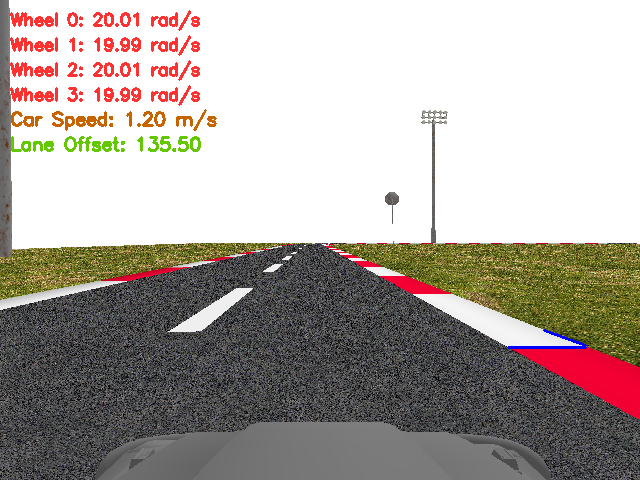 Wheel 0: 20.01 rad/s
Wheel 1: 19.99 rad/s
Wheel 2: 20.01 rad/s
Wheel 3: 19.99 rad/s
Car Speed: 1.20 m/s
Lane Offset: 135.50